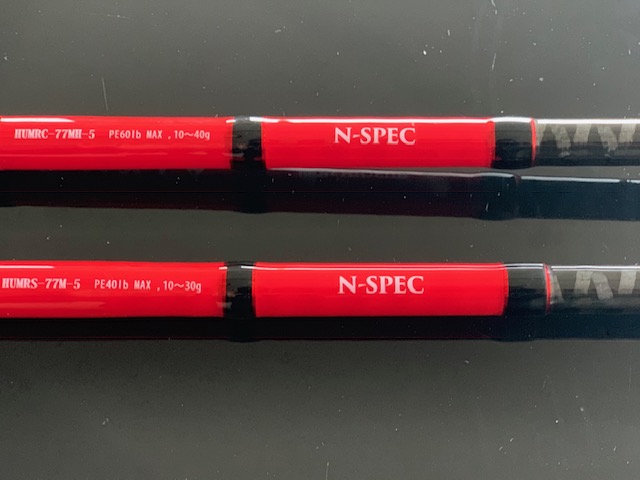 HUMRC-77MH-5 PE60lb MAX ,10～40g N-SPEC
HUMRS-77M-5 PE40lb MAX ,10～30g N-SPEC